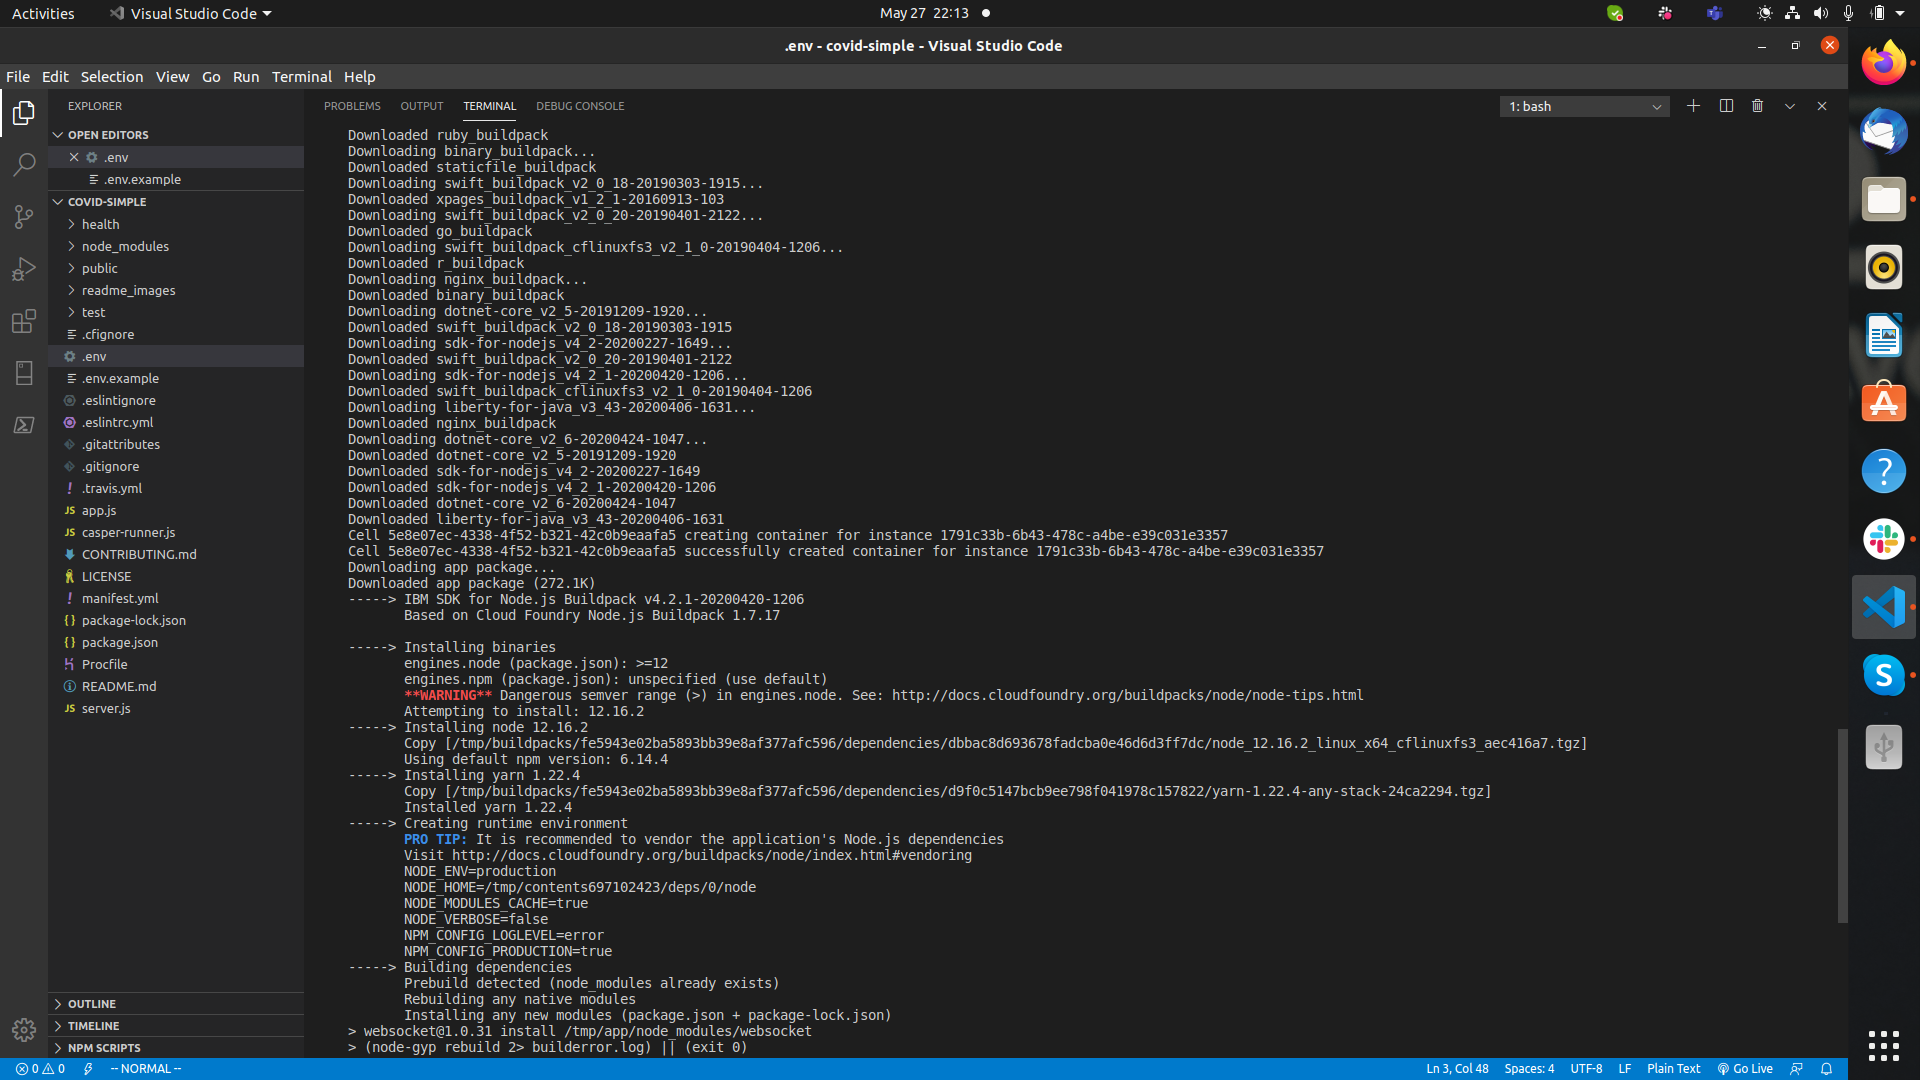 Activities
Visual Studio Code
May 27 22:13
.env - covid-simple - Visual Studio Code
File Edit Selection View Go Run Terminal Help
EXPLORER
OPEN EDITORS
.env
.env.example
COVID-SIMPLE
health
node_modules
public
readme_images
test
.cfignore
.env
.env.example
.eslintignore
.eslintrc.yml
.gitattributes
.gitignore
! .travis.yml
JS app.js
JS casper-runner.js
CONTRIBUTING.md
LICENSE
! manifest.yml
{} package-lock.json
{} package.json
Procfile
README.md
JS server.js
OUTLINE
TIMELINE
NPM SCRIPTS
PROBLEMS OUTPUT TERMINAL DEBUG CONSOLE
1: bash
Downloaded ruby_buildpack
Downloading binary_buildpack...
Downloaded staticfile_buildpack
Downloading swift_buildpack_v2_0_18-20190303-1915...
Downloaded xpages_buildpack_v1_2_1-20160913-103
Downloading swift_buildpack_v2_0_20-20190401-2122...
Downloaded go_buildpack
Downloading swift_buildpack_cflinuxfs3_v2_1_0-20190404-1206...
Downloaded r_buildpack
Downloading nginx_buildpack...
Downloaded binary_buildpack
Downloading dotnet-core_v2_5-20191209-1920...
Downloaded swift_buildpack_v2_0_18-20190303-1915
Downloading sdk-for-nodejs_v4_2-20200227-1649...
Downloaded swift_buildpack_v2_0_20-20190401-2122
Downloading sdk-for-nodejs_v4_2_1-20200420-1206...
Downloaded swift_buildpack_cflinuxfs3_v2_1_0-20190404-1206
Downloading liberty-for-java_v3_43-20200406-1631...
Downloaded nginx_buildpack
Downloading dotnet-core_v2_6-20200424-1047...
Downloaded dotnet-core_v2_5-20191209-1920
Downloaded sdk-for-nodejs_v4_2-20200227-1649
Downloaded sdk-for-nodejs_v4_2_1-20200420-1206
Downloaded dotnet-core_v2_6-20200424-1047
Downloaded liberty-for-java_v3_43-20200406-1631
Cell 5e8e07ec-4338-4f52-b321-42c0b9eaafa5 creating container for instance 1791c33b-6b43-478c-a4be-e39c031e3357
Cell 5e8e07ec-4338-4f52-b321-42c0b9eaafa5 successfully created container for instance 1791c33b-6b43-478c-a4be-e39c031e3357
Downloading app package...
Downloaded app package (272.1K)
-----> IBM SDK for Node.js Buildpack v4.2.1-20200420-1206
Based on Cloud Foundry Node.js Buildpack 1.7.17
-----> Installing binaries
engines.node (package.json): >=12
engines.npm (package.json): unspecified (use default)
**WARNING** Dangerous semver range (>) in engines.node. See: http://docs.cloudfoundry.org/buildpacks/node/node-tips.html
Attempting to install: 12.16.2
-----> Installing node 12.16.2
Copy [/tmp/buildpacks/fe5943e02ba5893bb39e8af377afc596/dependencies/dbbac8d693678fadcba0e46d6d3ff7dc/node_12.16.2_linux_x64_cflinuxfs3_aec416a7.tgz]
Using default npm version: 6.14.4
-----> Installing yarn 1.22.4
Copy [/tmp/buildpacks/fe5943e02ba5893bb39e8af377afc596/dependencies/d9f0c5147bcb9ee798f041978c157822/yarn-1.22.4-any-stack-24ca2294.tgz]
Installed yarn 1.22.4
-----> Creating runtime environment
PRO TIP: It is recommended to vendor the application's Node.js dependencies
Visit http://docs.cloudfoundry.org/buildpacks/node/index.html#vendoring
NODE_ENV=production
NODE_HOME=/tmp/contents697102423/deps/0/node
NODE_MODULES_CACHE=true
NODE_VERBOSE=false
NPM_CONFIG_LOGLEVEL=error
NPM_CONFIG_PRODUCTION=true
-----> Building dependencies
Prebuild detected (node_modules already exists)
Rebuilding any native modules
Installing any new modules (package.json + package-lock.json)
> websocket@1.0.31 install /tmp/app/node_modules/websocket
> (node-gyp rebuild 2> builderror.log) || (exit 0)
0 0 -- NORMAL -- Ln 3, Col 48 Spaces: 4 UTF-8 LF Plain Text Go Live